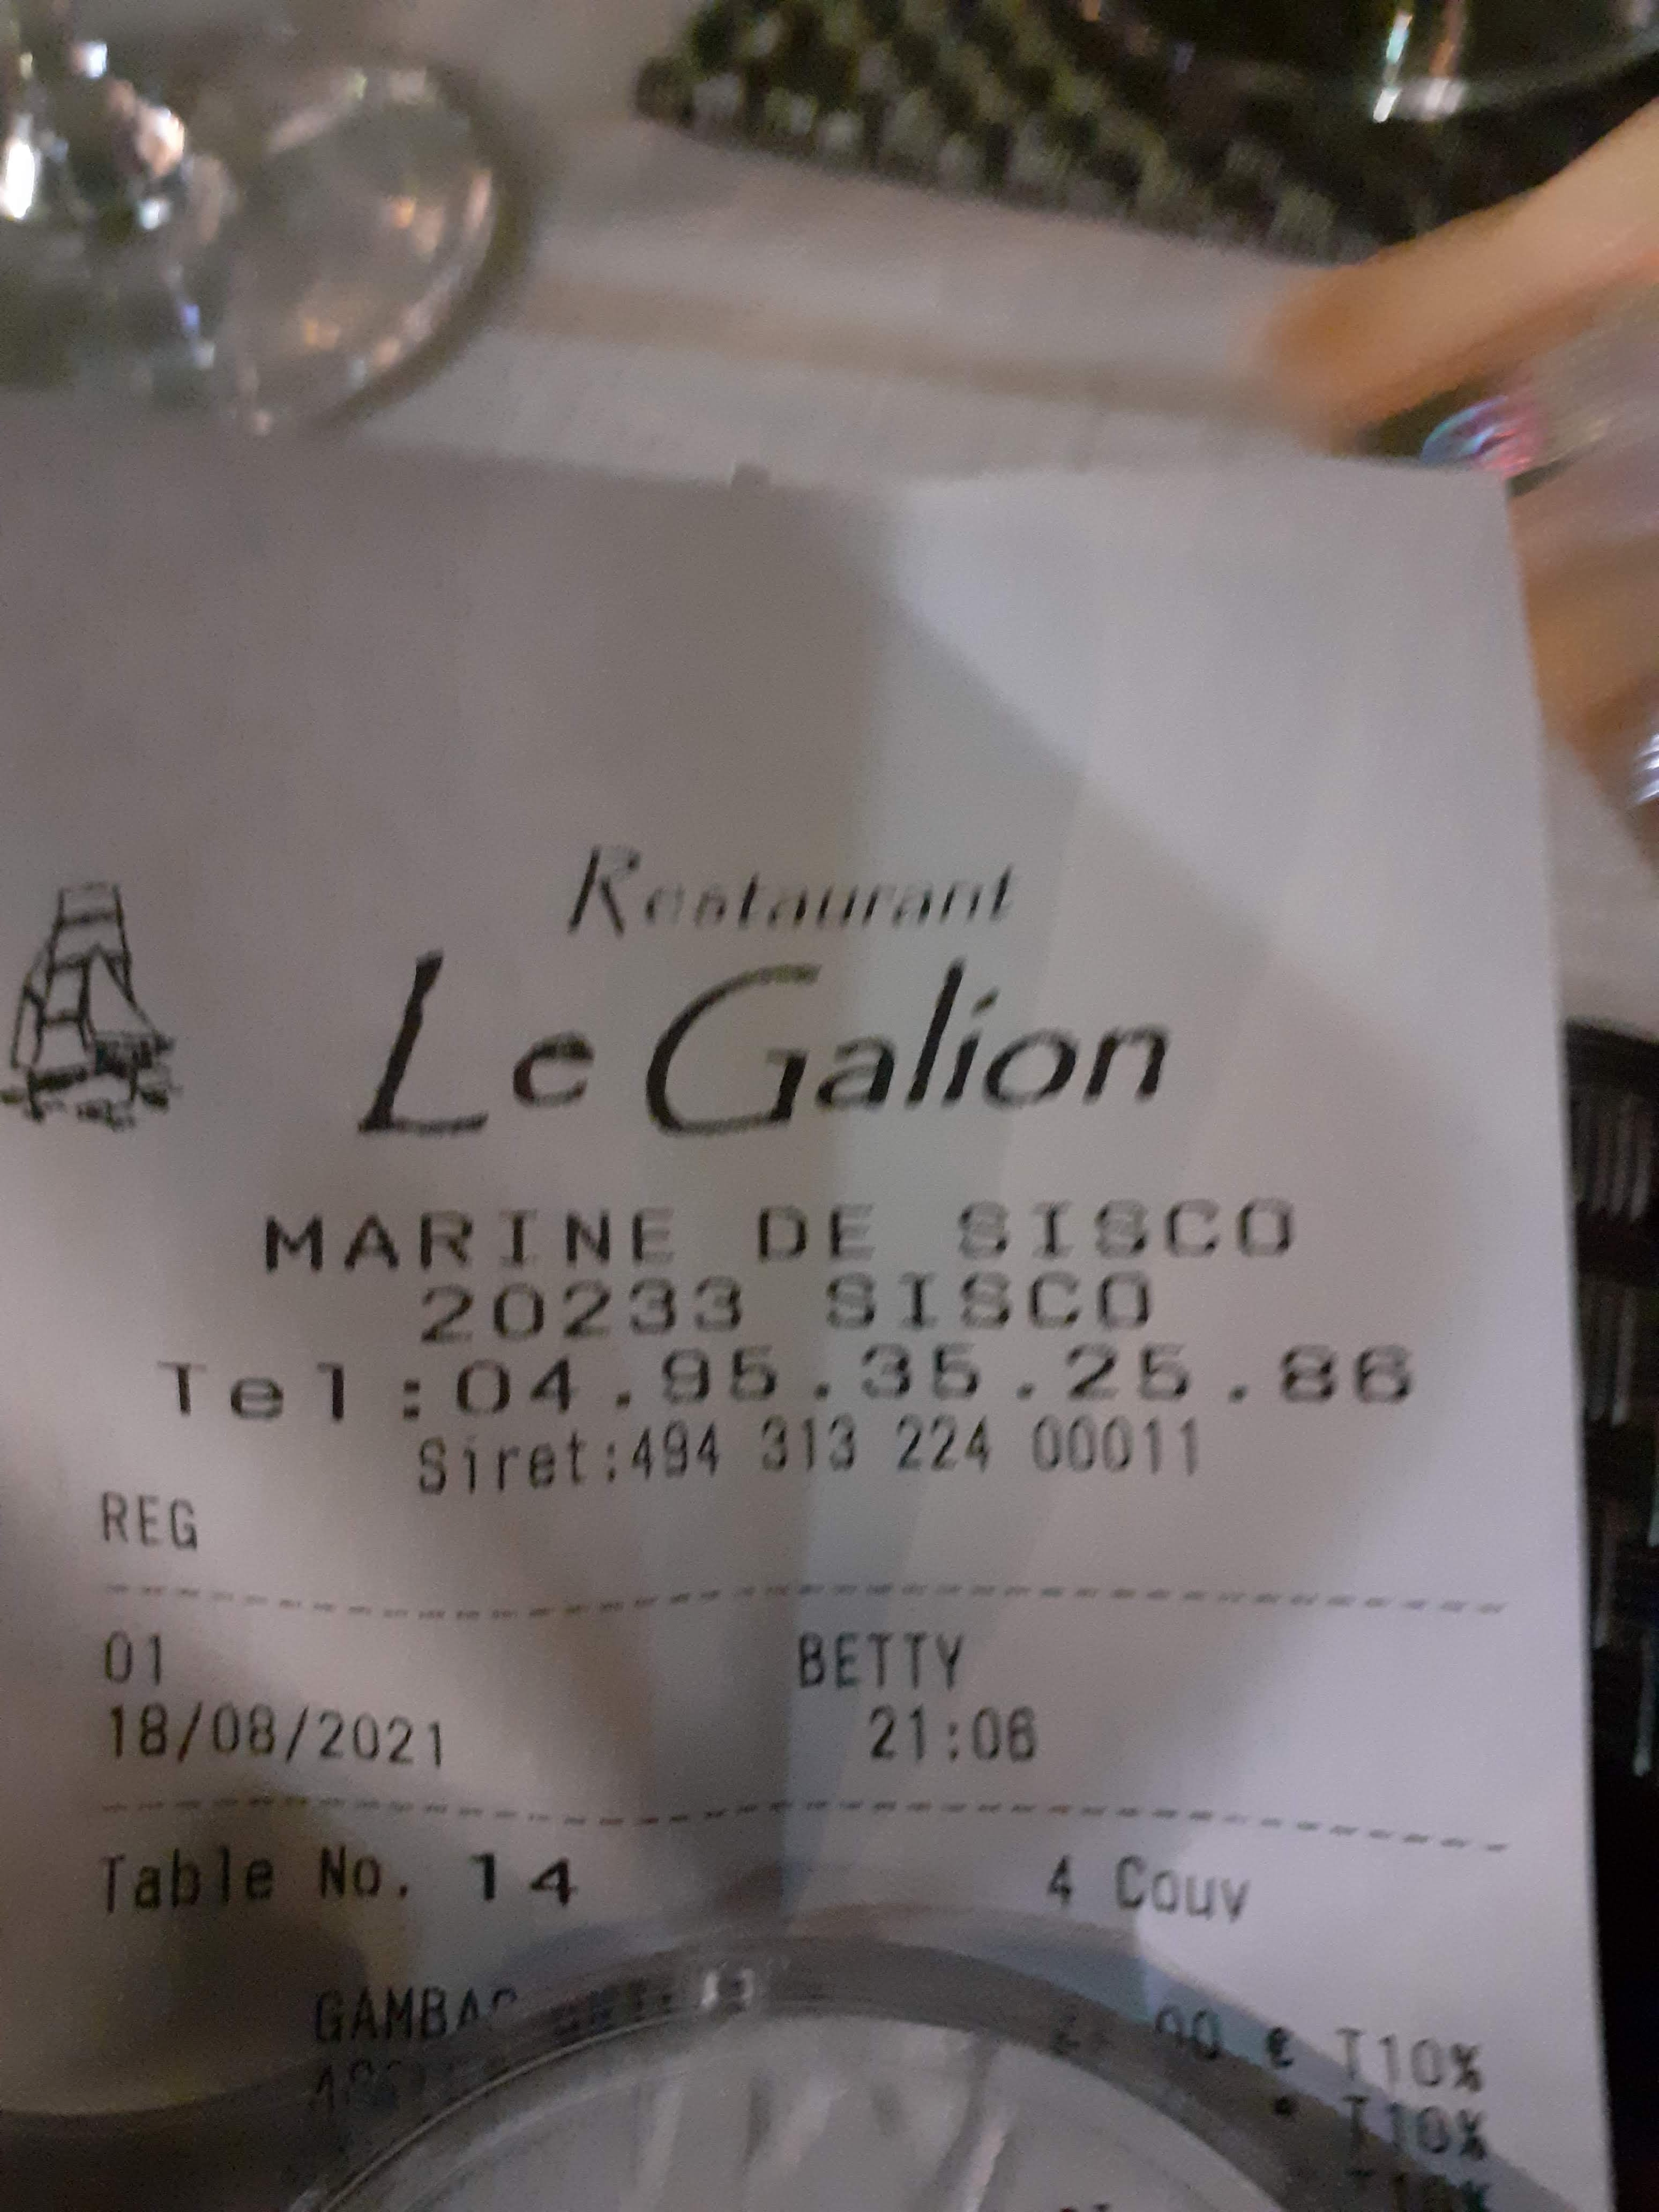 Restaurant
Le Galion
MARINE DE SISCO
20233 SISCO
Tel:04.95.35.25.86
Siret:494 313 224 00011
REG
01 BETTY
18/08/2021 21:06
Table No. 14 4 Couv
€ T10%
T10%